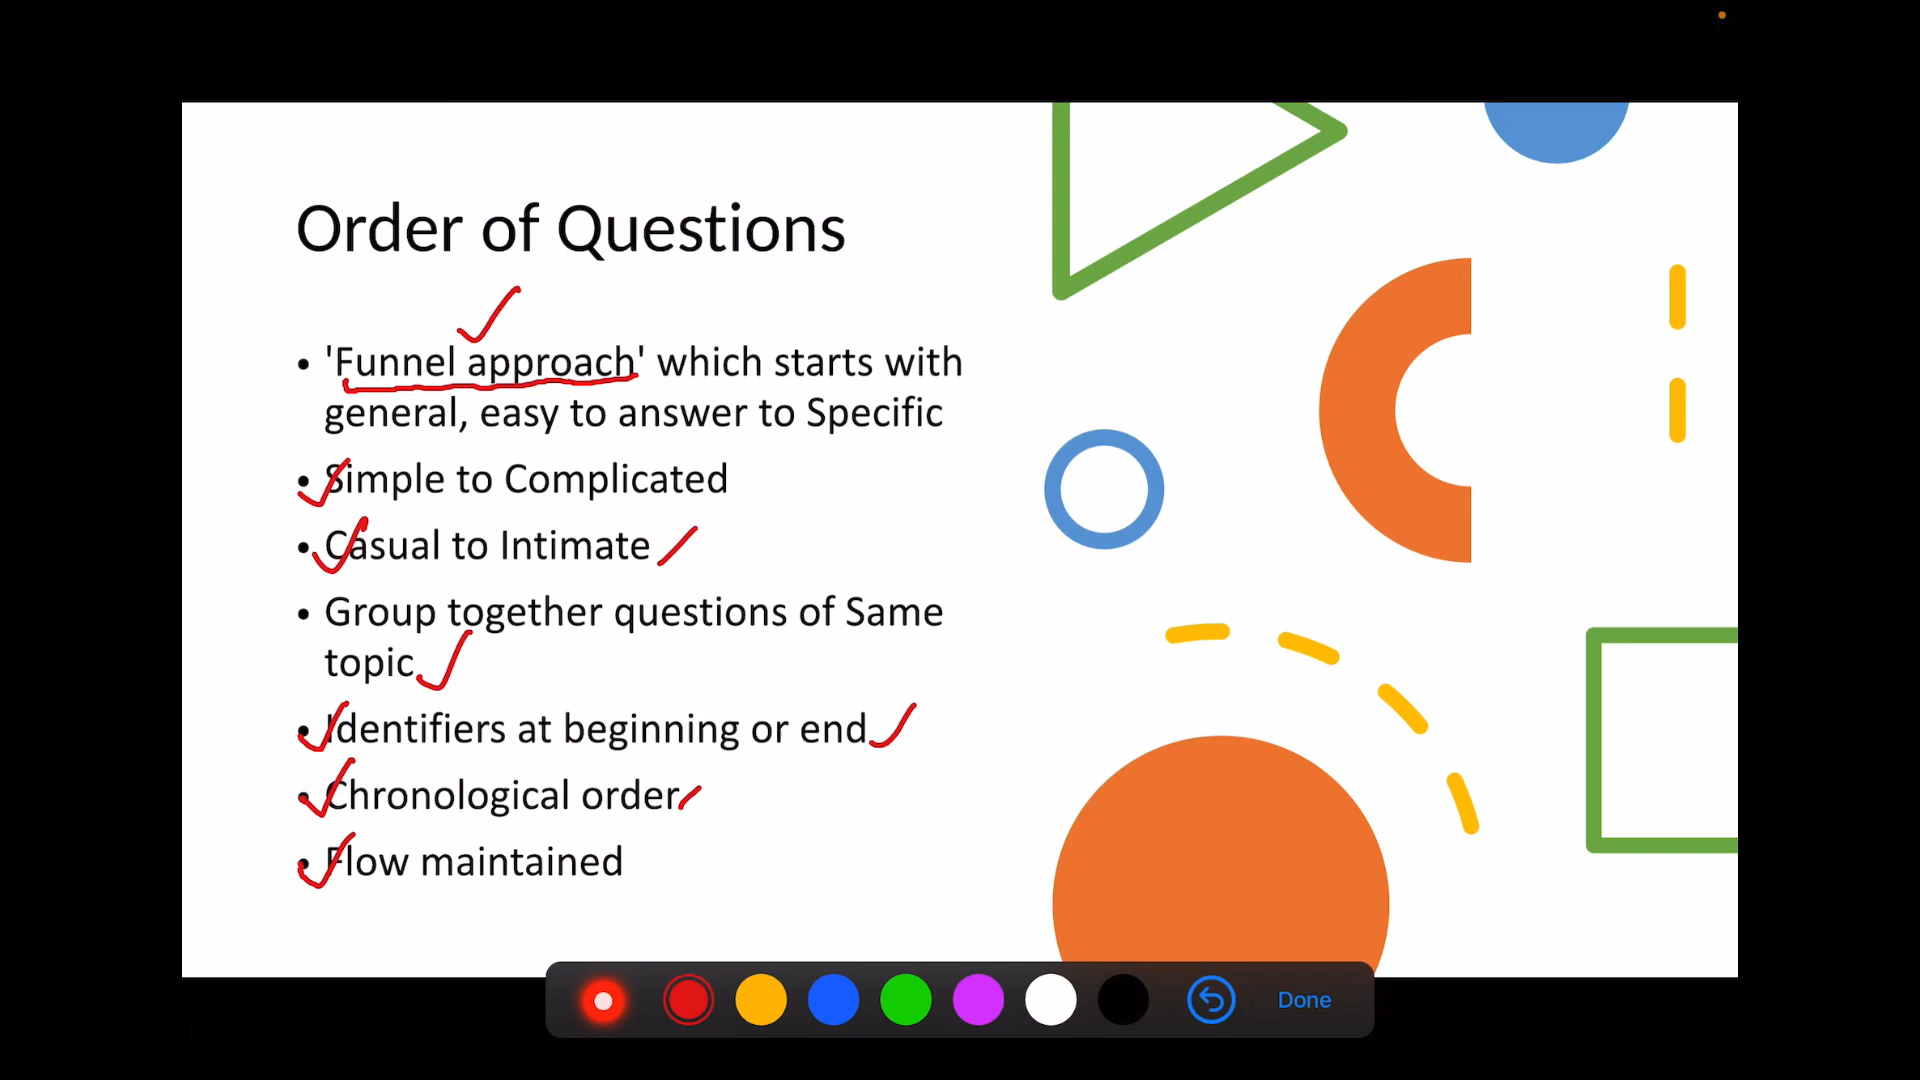 Order of Questions
• 'Funnel approach' which starts with
general, easy to answer to Specific
• Simple to Complicated
• Casual to Intimate
• Group together questions of Same
topic
• Identifiers at beginning or end
• Chronological order
• Flow maintained
Done